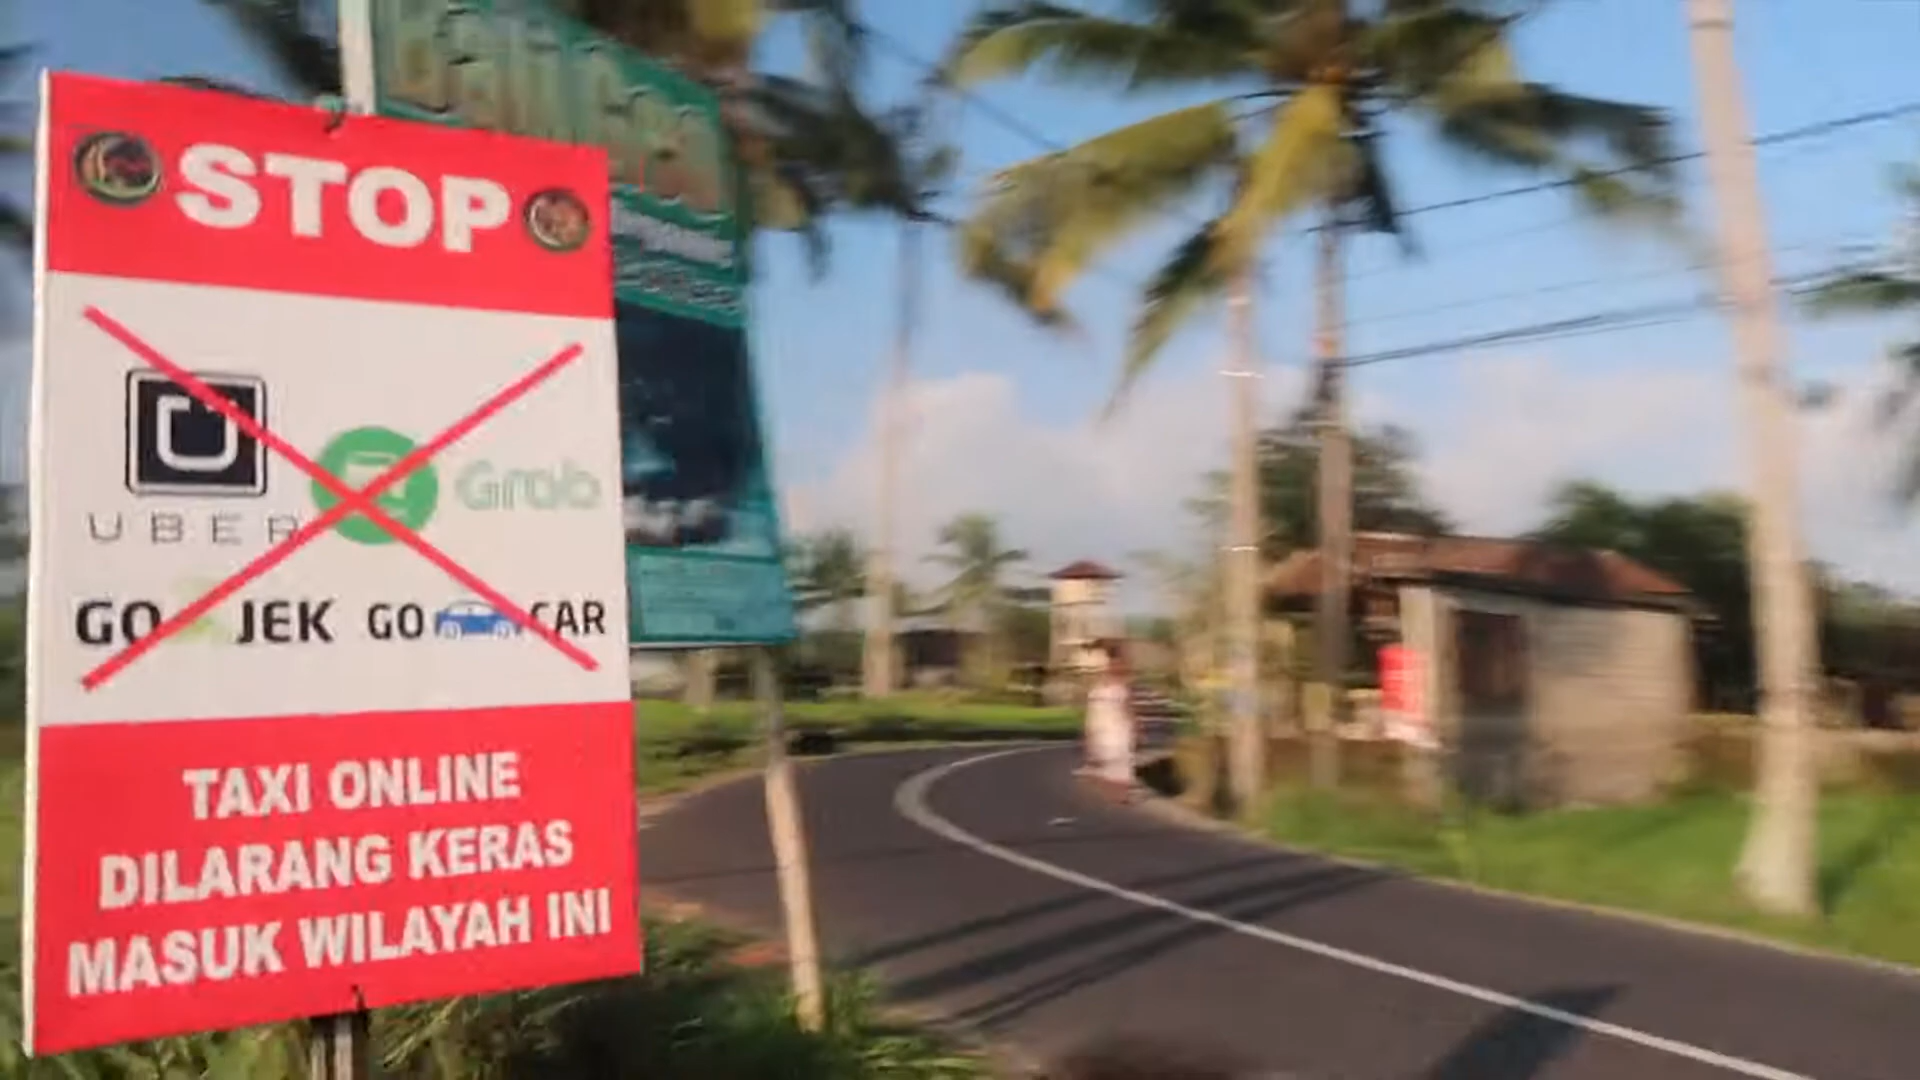 STOP
UBER
Grab
GO JEK GO CAR
TAXI ONLINE
DILARANG KERAS
MASUK WILAYAH INI